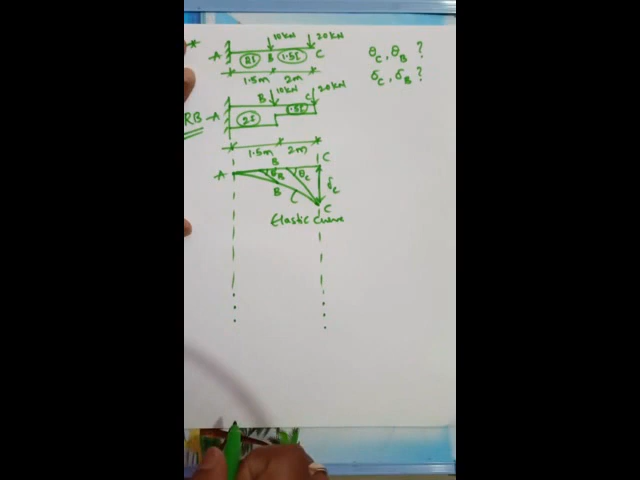 10kN 20kN
A 2I B 1.5I C θC, θB ?
1.5m 2m δC, δB ?
B 10kN C 20kN
RB A 2I 1.5I
1.5m 2m
B C
A θB θC δC
B
C
Elastic curve